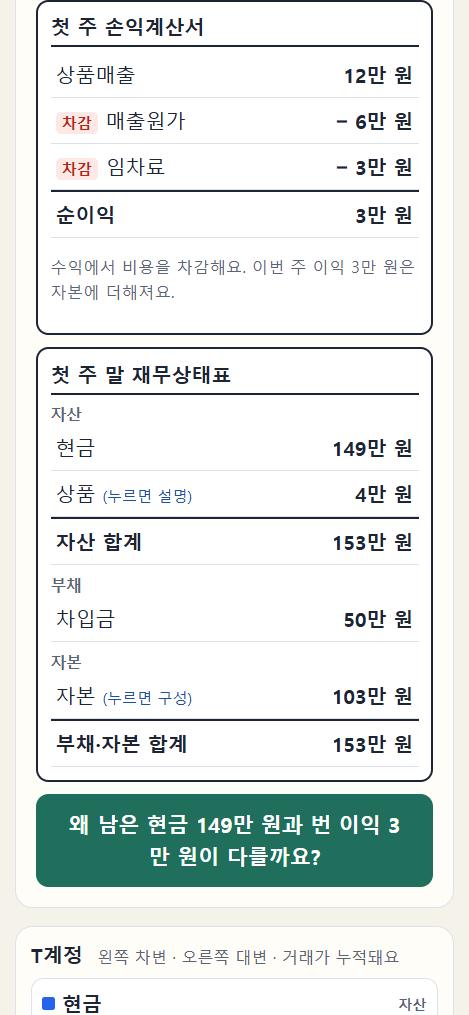 첫 주 손익계산서
상품매출 12만 원
차감 매출원가 − 6만 원
차감 임차료 − 3만 원
순이익 3만 원
수익에서 비용을 차감해요. 이번 주 이익 3만 원은
자본에 더해져요.
첫 주 말 재무상태표
자산
현금 149만 원
상품 (누르면 설명) 4만 원
자산 합계 153만 원
부채
차입금 50만 원
자본
자본 (누르면 구성) 103만 원
부채·자본 합계 153만 원
왜 남은 현금 149만 원과 번 이익 3
만 원이 다를까요?
T계정 왼쪽 차변 · 오른쪽 대변 · 거래가 누적돼요
현금 자산